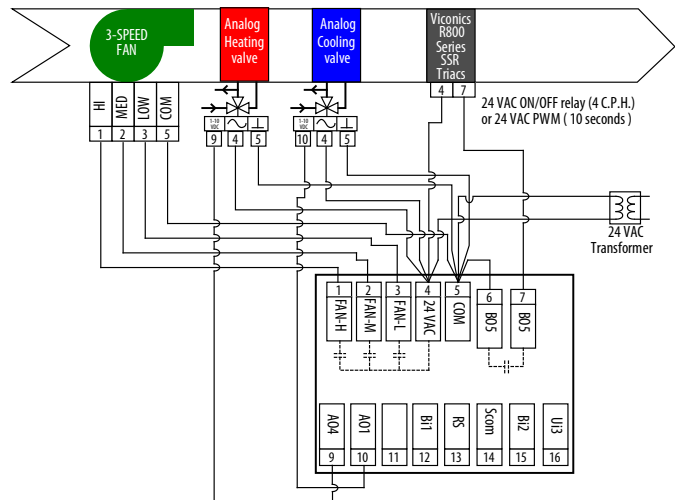 3-SPEED
FAN
Analog
Heating
valve
Analog
Cooling
valve
Viconics
R800
Series
SSR
Triacs
HI
MED
LOW
COM
1
2
3
5
1-10
VDC
9
4
5
1-10
VDC
10
4
5
4
7
24 VAC ON/OFF relay (4 C.P.H.)
or 24 VAC PWM ( 10 seconds )
24 VAC
Transformer
1
FAN-H
2
FAN-M
3
FAN-L
4
24 VAC
5
COM
6
BO5
7
BO5
AO4
9
AO1
10
11
Bi1
12
RS
13
Scom
14
Bi2
15
Ui3
16